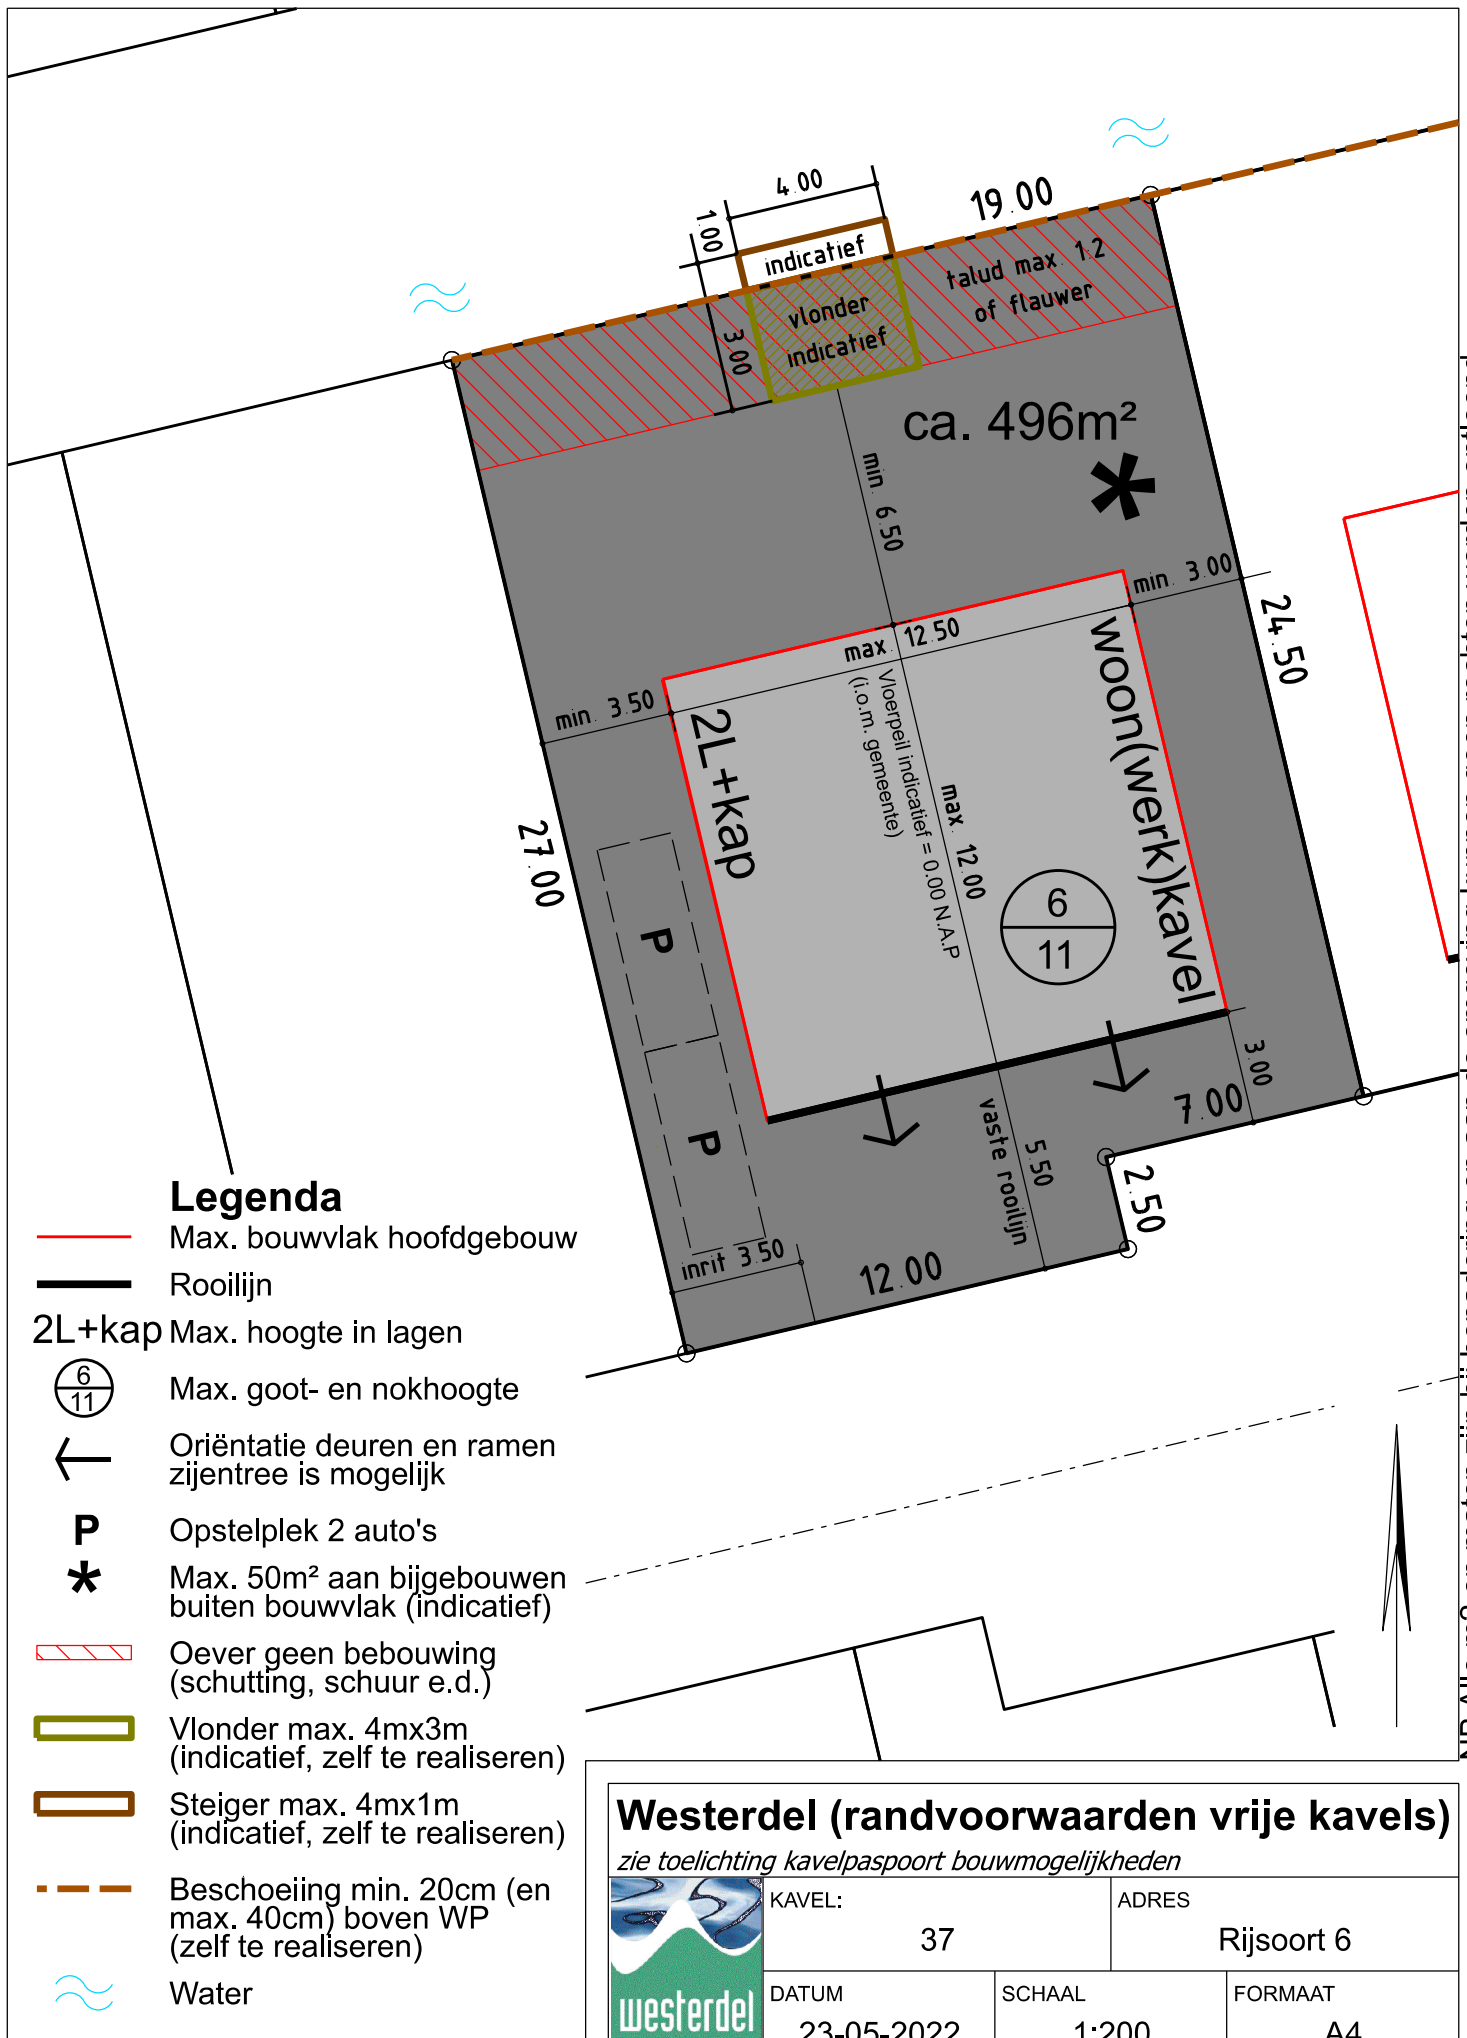 4.00
1.00
19.00
indicatief
talud max. 1:2
of flauwer
vlonder
indicatief
3.00
ca. 496m²
*
min. 6.50
min. 3.00
max. 12.50
min. 3.50
24.50
27.00
2L+kap
Vloerpeil indicatief = 0.00 N.A.P
(i.o.m. gemeente)
max. 12.00
woon(werk)kavel
6
11
P
P
3.00
7.00
vaste rooilijn
5.50
2.50
inrit 3.50
12.00
Legenda
Max. bouwvlak hoofdgebouw
Rooilijn
2L+kap Max. hoogte in lagen
6
11
Max. goot- en nokhoogte
Oriëntatie deuren en ramen
zijentree is mogelijk
P Opstelplek 2 auto's
* Max. 50m² aan bijgebouwen
buiten bouwvlak (indicatief)
Oever geen bebouwing
(schutting, schuur e.d.)
Vlonder max. 4mx3m
(indicatief, zelf te realiseren)
Steiger max. 4mx1m
(indicatief, zelf te realiseren)
Beschoeiing min. 20cm (en
max. 40cm) boven WP
(zelf te realiseren)
Water
Westerdel (randvoorwaarden vrije kavels)
zie toelichting kavelpaspoort bouwmogelijkheden
westerdel
KAVEL:
37
ADRES
Rijsoort 6
DATUM
23-05-2022
SCHAAL
1:200
FORMAAT
A4